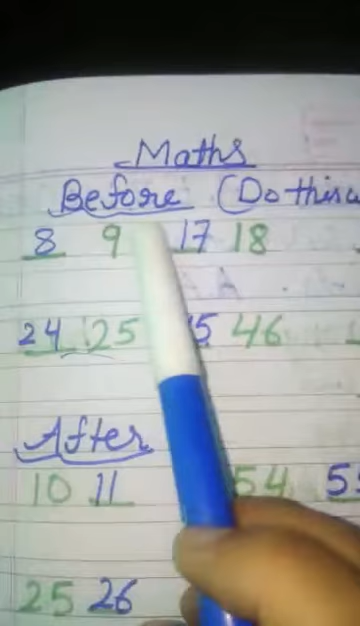 Maths
Before (Do this
8 9 17 18
24 25 46
After
10 11 54
25 26